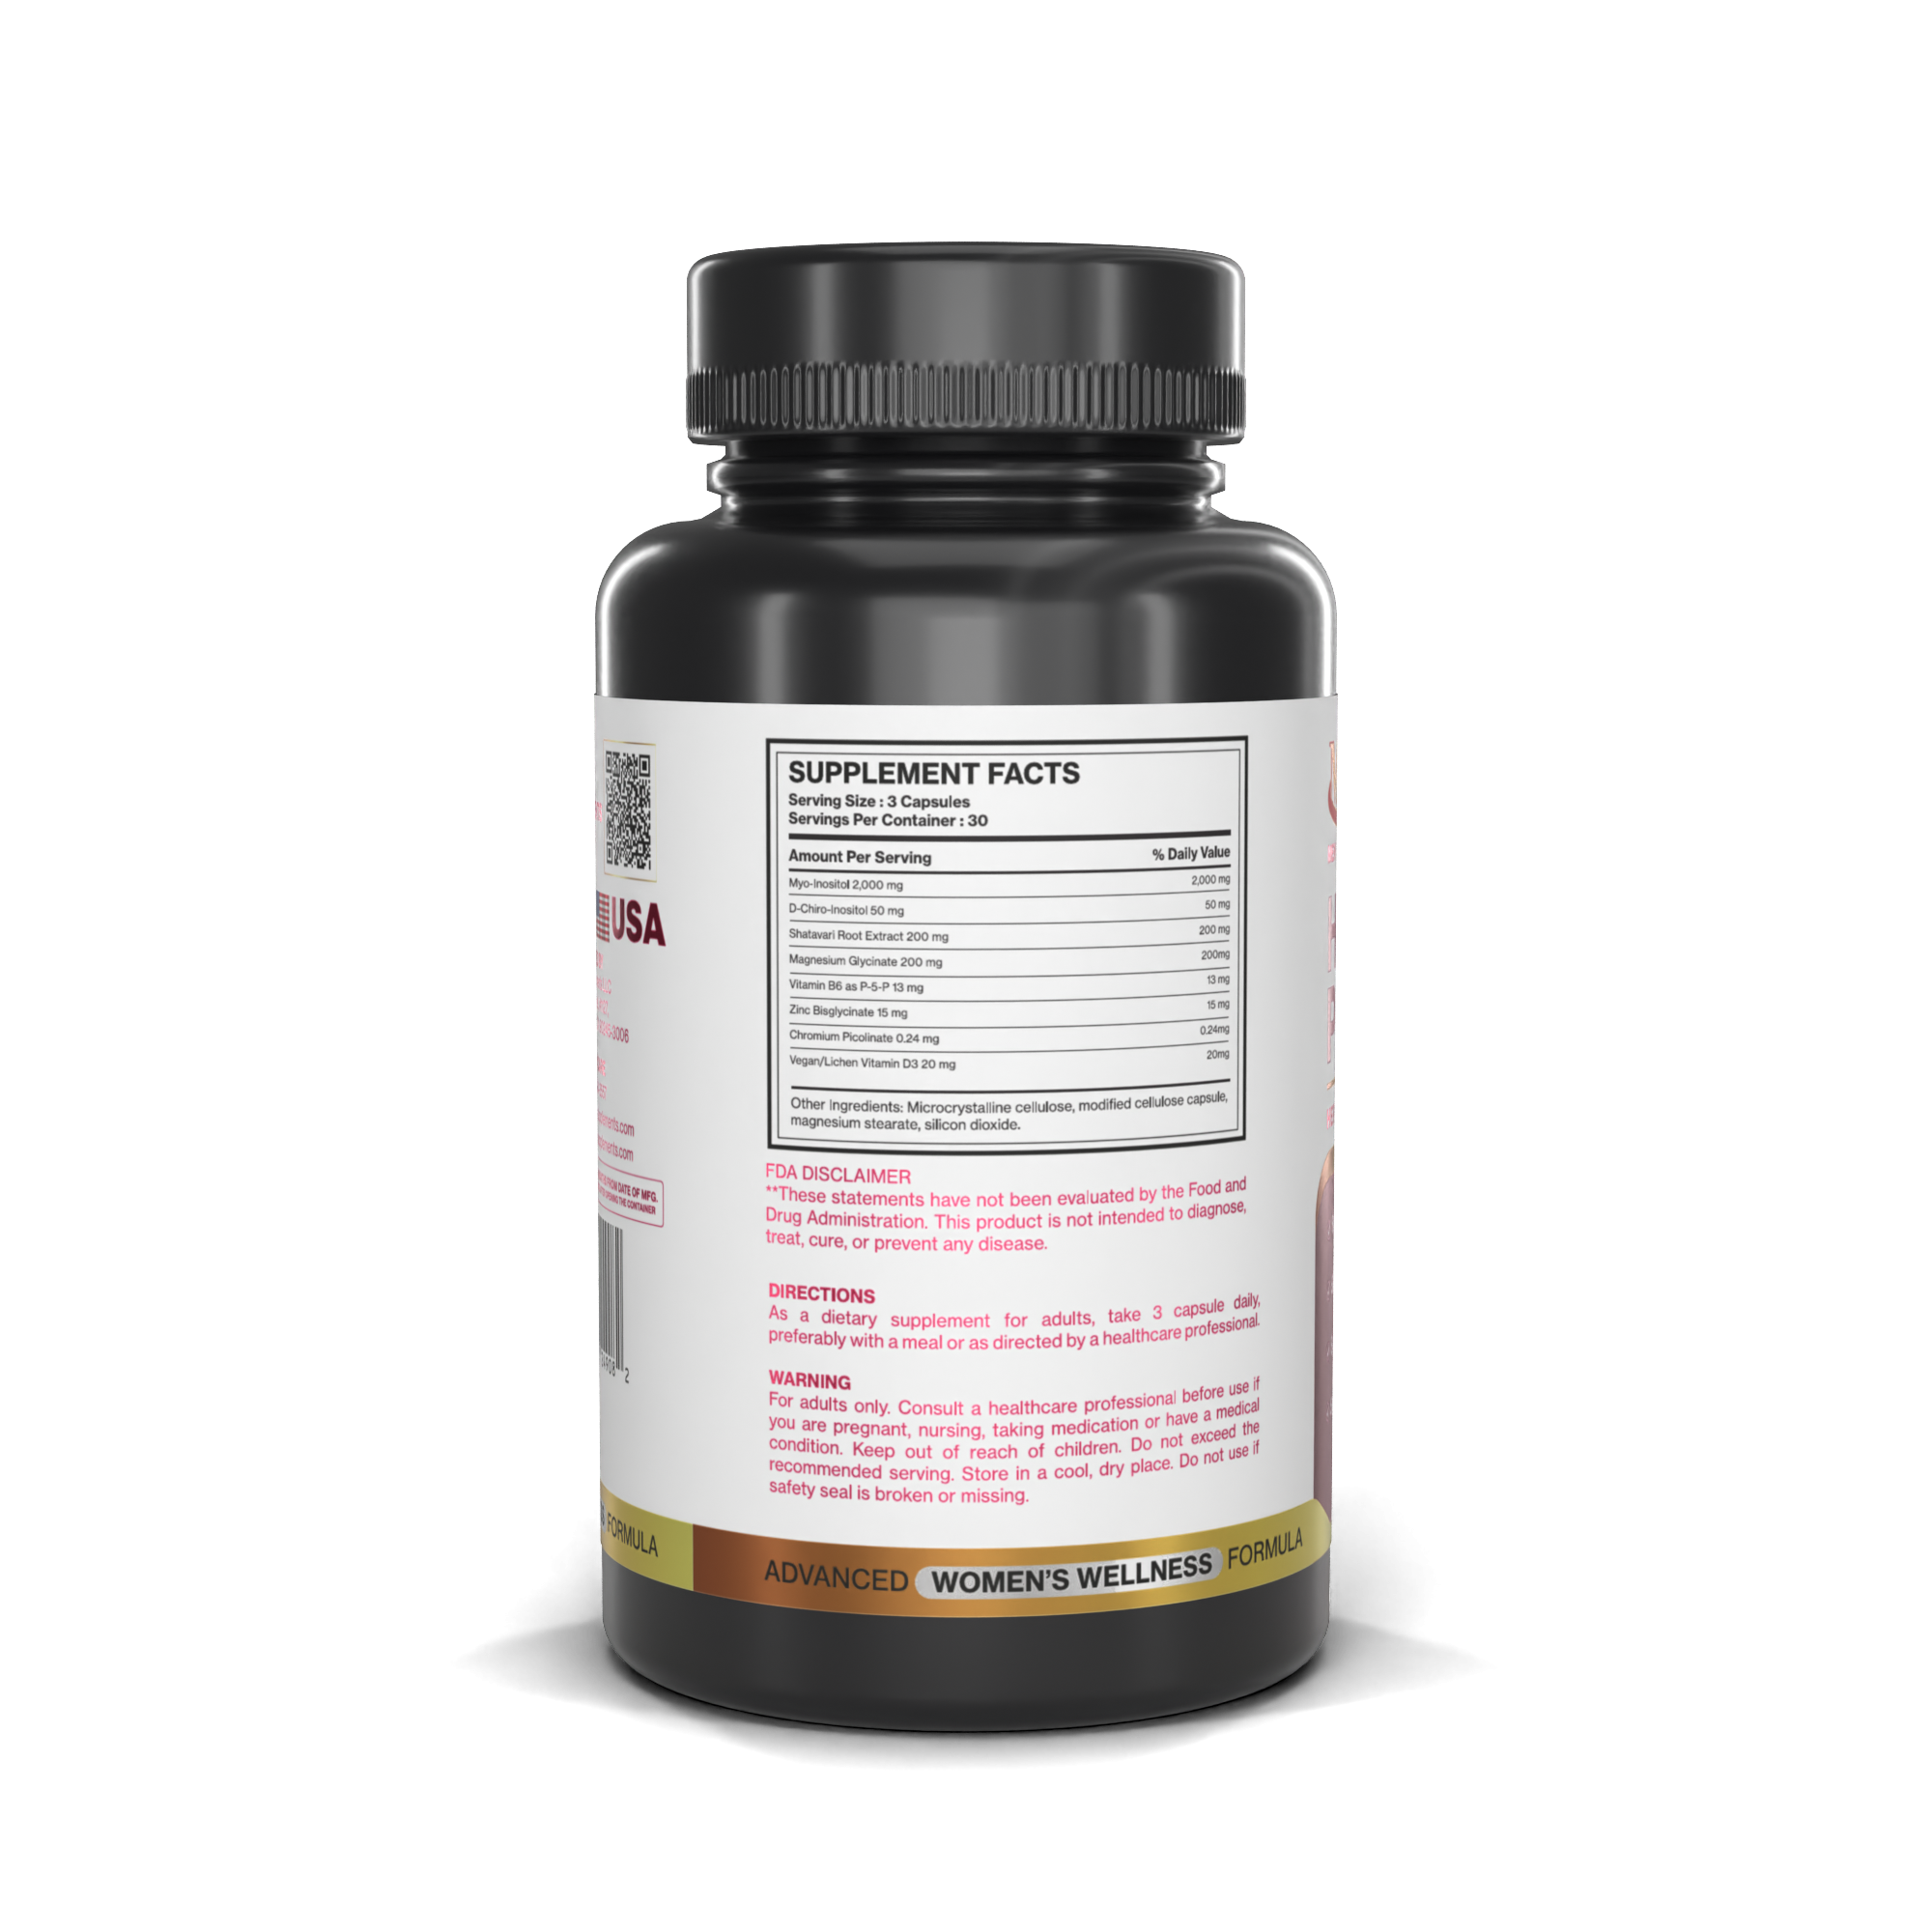 SUPPLEMENT FACTS
Serving Size : 3 Capsules
Servings Per Container : 30
Amount Per Serving % Daily Value
Myo-Inositol 2,000 mg 2,000 mg
D-Chiro-Inositol 50 mg 50 mg
Shatavari Root Extract 200 mg 200 mg
Magnesium Glycinate 200 mg 200mg
Vitamin B6 as P-5-P 13 mg 13 mg
Zinc Bisglycinate 15 mg 15 mg
Chromium Picolinate 0.24 mg 0.24mg
Vegan/Lichen Vitamin D3 20 mg 20mg
Other Ingredients: Microcrystalline cellulose, modified cellulose capsule,
magnesium stearate, silicon dioxide.
FDA DISCLAIMER
**These statements have not been evaluated by the Food and
Drug Administration. This product is not intended to diagnose,
treat, cure, or prevent any disease.
DIRECTIONS
As a dietary supplement for adults, take 3 capsule daily,
preferably with a meal or as directed by a healthcare professional.
WARNING
For adults only. Consult a healthcare professional before use if
you are pregnant, nursing, taking medication or have a medical
condition. Keep out of reach of children. Do not exceed the
recommended serving. Store in a cool, dry place. Do not use if
safety seal is broken or missing.
ADVANCED WOMEN'S WELLNESS FORMULA
USA
FROM DATE OF MFG.
THE CONTAINER
FORMULA